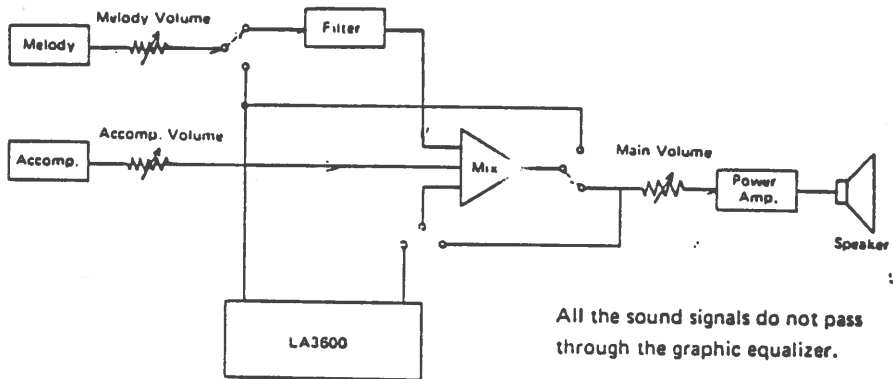 Melody Volume
Melody
Filter
Accomp. Volume
Accomp.
Mix
Main Volume
Power
Amp.
Speaker
LA3600
All the sound signals do not pass
through the graphic equalizer.